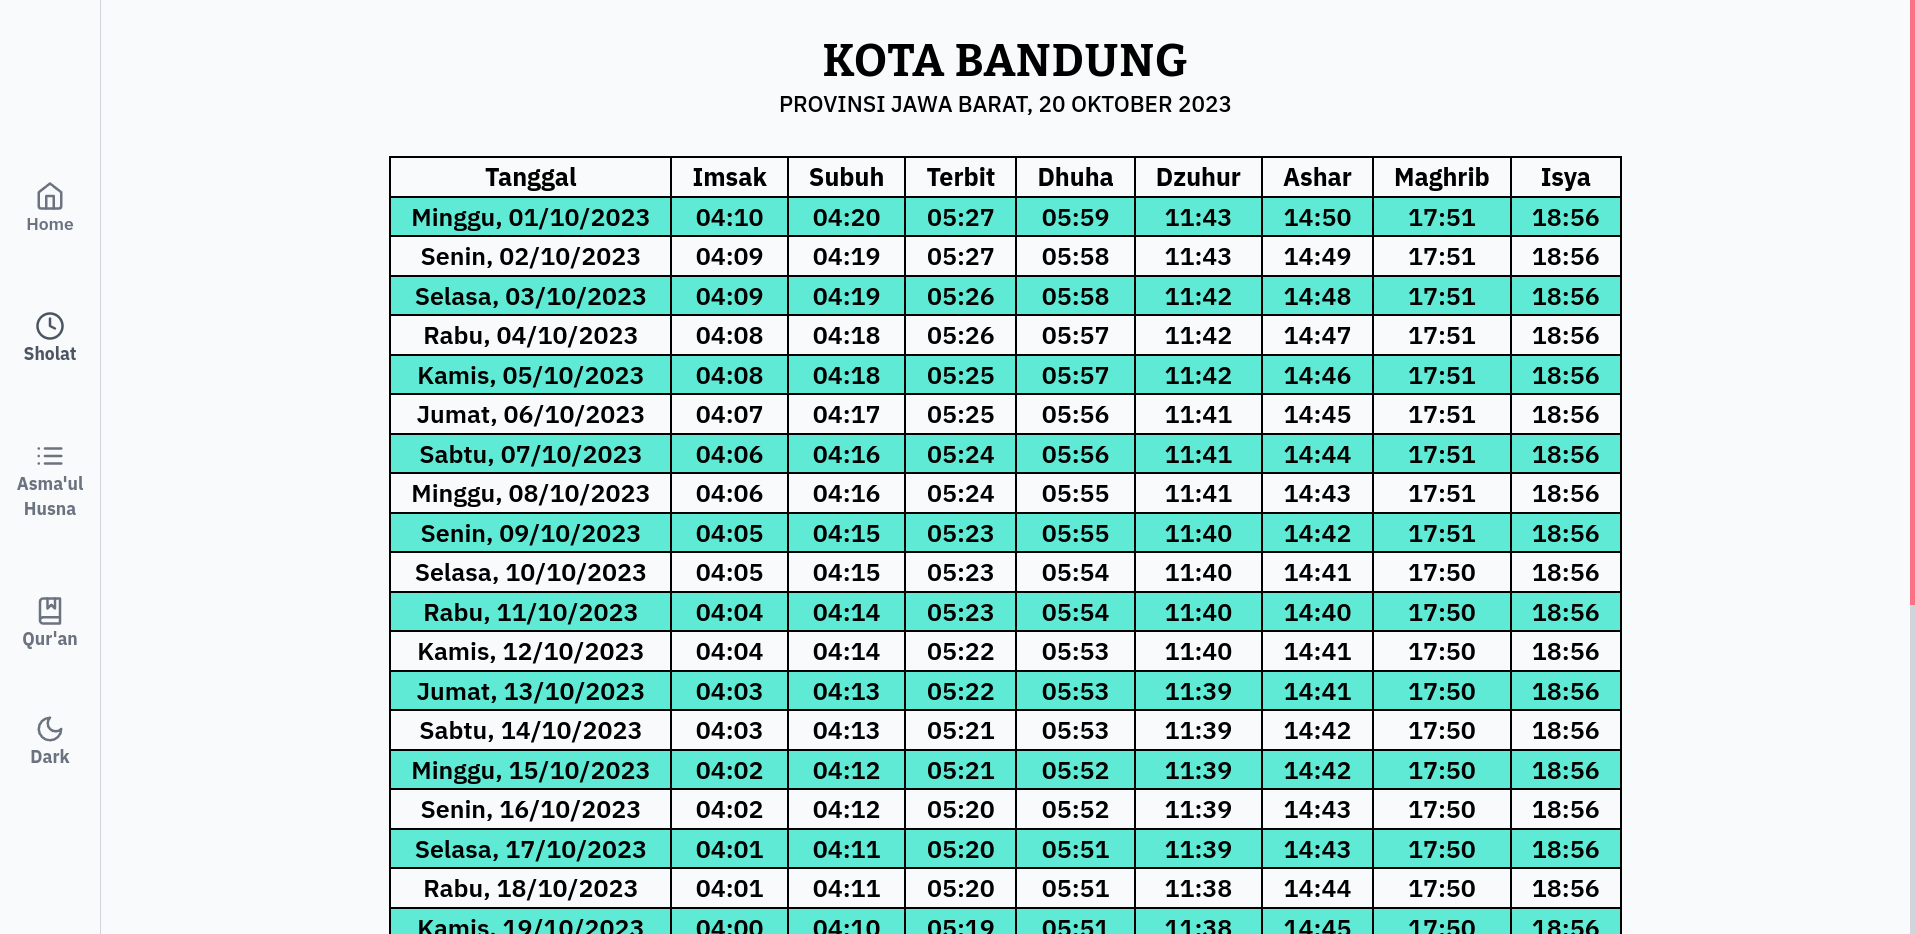 Home
Sholat
Asma'ul
Husna
Qur'an
Dark
KOTA BANDUNG
PROVINSI JAWA BARAT, 20 OKTOBER 2023
Tanggal Imsak Subuh Terbit Dhuha Dzuhur Ashar Maghrib Isya
Minggu, 01/10/2023 04:10 04:20 05:27 05:59 11:43 14:50 17:51 18:56
Senin, 02/10/2023 04:09 04:19 05:27 05:58 11:43 14:49 17:51 18:56
Selasa, 03/10/2023 04:09 04:19 05:26 05:58 11:42 14:48 17:51 18:56
Rabu, 04/10/2023 04:08 04:18 05:26 05:57 11:42 14:47 17:51 18:56
Kamis, 05/10/2023 04:08 04:18 05:25 05:57 11:42 14:46 17:51 18:56
Jumat, 06/10/2023 04:07 04:17 05:25 05:56 11:41 14:45 17:51 18:56
Sabtu, 07/10/2023 04:06 04:16 05:24 05:56 11:41 14:44 17:51 18:56
Minggu, 08/10/2023 04:06 04:16 05:24 05:55 11:41 14:43 17:51 18:56
Senin, 09/10/2023 04:05 04:15 05:23 05:55 11:40 14:42 17:51 18:56
Selasa, 10/10/2023 04:05 04:15 05:23 05:54 11:40 14:41 17:50 18:56
Rabu, 11/10/2023 04:04 04:14 05:23 05:54 11:40 14:40 17:50 18:56
Kamis, 12/10/2023 04:04 04:14 05:22 05:53 11:40 14:41 17:50 18:56
Jumat, 13/10/2023 04:03 04:13 05:22 05:53 11:39 14:41 17:50 18:56
Sabtu, 14/10/2023 04:03 04:13 05:21 05:53 11:39 14:42 17:50 18:56
Minggu, 15/10/2023 04:02 04:12 05:21 05:52 11:39 14:42 17:50 18:56
Senin, 16/10/2023 04:02 04:12 05:20 05:52 11:39 14:43 17:50 18:56
Selasa, 17/10/2023 04:01 04:11 05:20 05:51 11:39 14:43 17:50 18:56
Rabu, 18/10/2023 04:01 04:11 05:20 05:51 11:38 14:44 17:50 18:56
Kamis, 19/10/2023 04:00 04:10 05:19 05:51 11:38 14:45 17:50 18:56